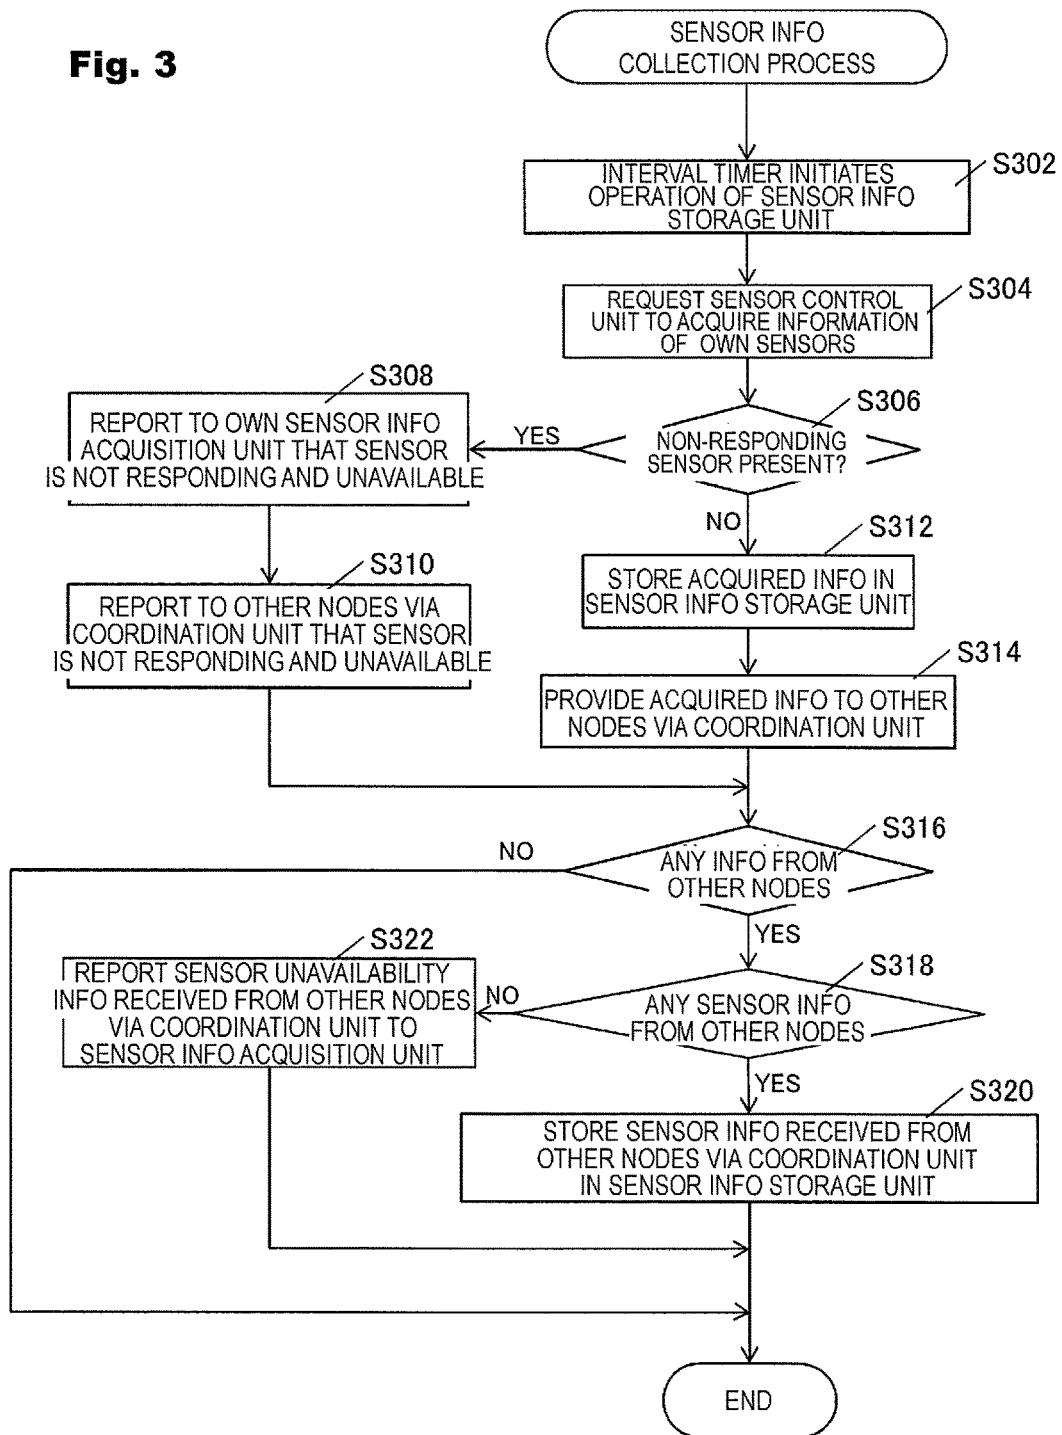 Fig. 3
SENSOR INFO
COLLECTION PROCESS
S302
INTERVAL TIMER INITIATES
OPERATION OF SENSOR INFO
STORAGE UNIT
S304
REQUEST SENSOR CONTROL
UNIT TO ACQUIRE INFORMATION
OF OWN SENSORS
S306
NON-RESPONDING
SENSOR PRESENT?
YES
S308
REPORT TO OWN SENSOR INFO
ACQUISITION UNIT THAT SENSOR
IS NOT RESPONDING AND UNAVAILABLE
S310
REPORT TO OTHER NODES VIA
COORDINATION UNIT THAT SENSOR
IS NOT RESPONDING AND UNAVAILABLE
NO
S312
STORE ACQUIRED INFO IN
SENSOR INFO STORAGE UNIT
S314
PROVIDE ACQUIRED INFO TO OTHER
NODES VIA COORDINATION UNIT
S316
ANY INFO FROM
OTHER NODES
NO
YES
S318
ANY SENSOR INFO
FROM OTHER NODES
NO
S322
REPORT SENSOR UNAVAILABILITY
INFO RECEIVED FROM OTHER NODES
VIA COORDINATION UNIT TO
SENSOR INFO ACQUISITION UNIT
YES
S320
STORE SENSOR INFO RECEIVED FROM
OTHER NODES VIA COORDINATION UNIT
IN SENSOR INFO STORAGE UNIT
END